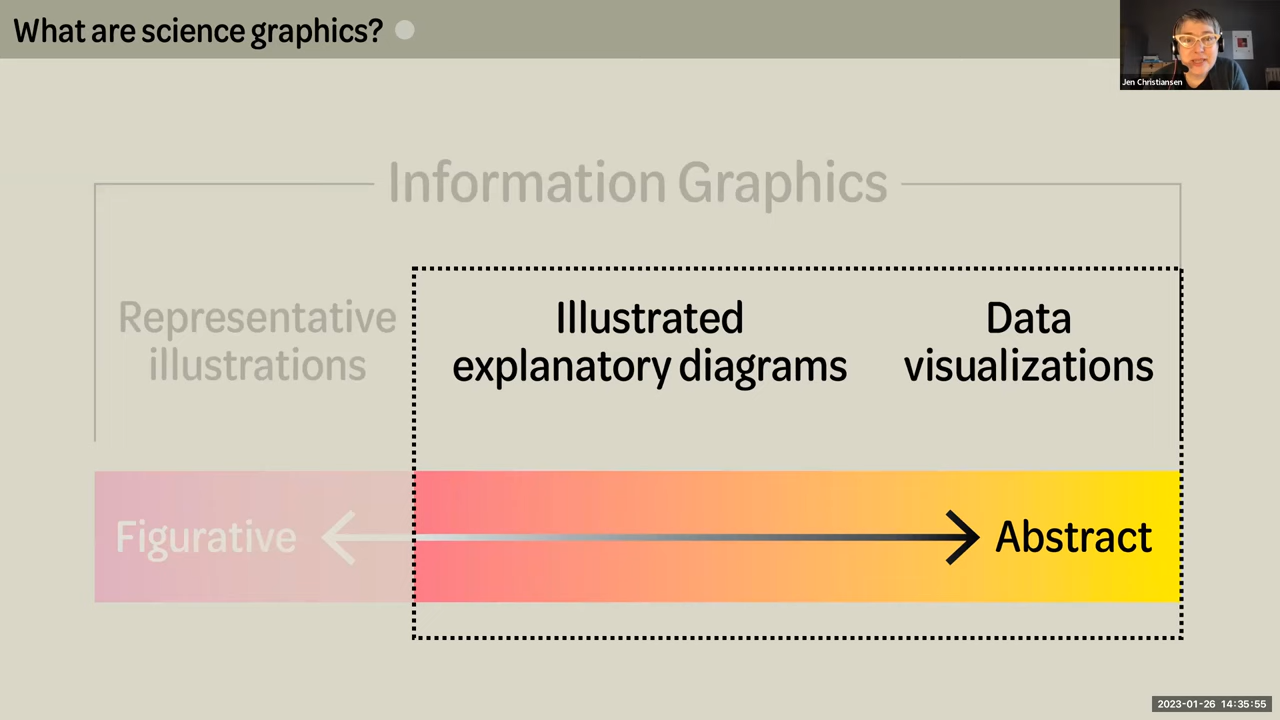 What are science graphics?
Jen Christiansen
Information Graphics
Representative
illustrations
Illustrated
explanatory diagrams
Data
visualizations
Figurative
Abstract
2023-01-26 14:35:55